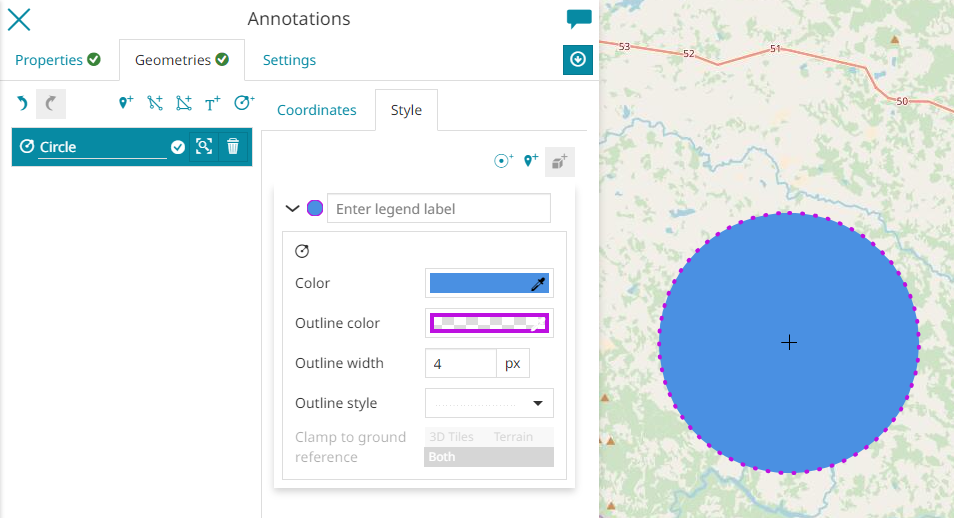 Annotations
Properties
Geometries
Settings
T+
Coordinates
Style
Circle
Enter legend label
Color
Outline color
Outline width
4
px
Outline style
Clamp to ground
reference
3D Tiles
Terrain
Both
53
52
51
50